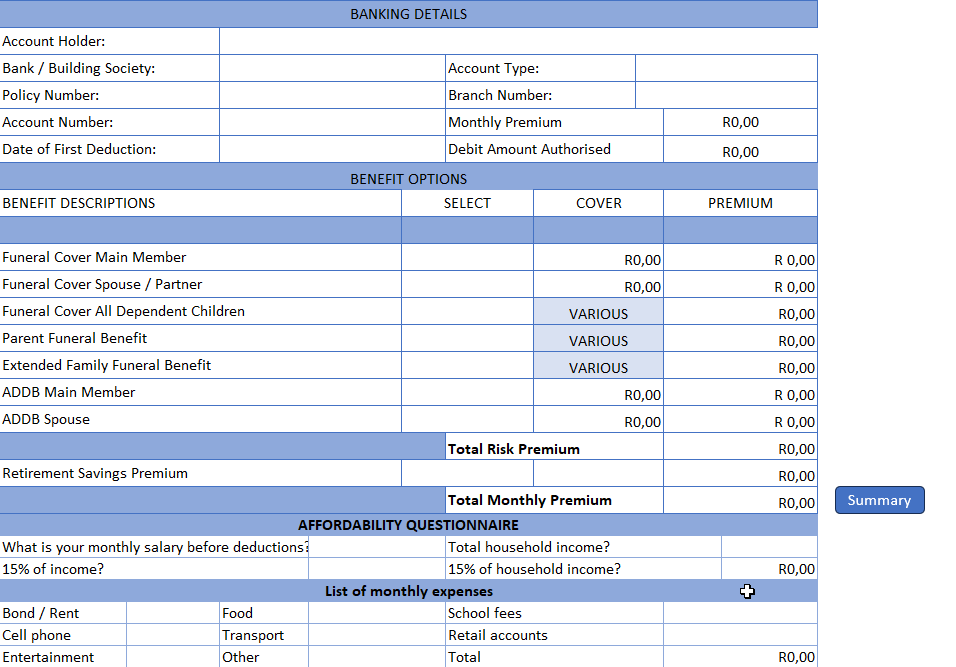 BANKING DETAILS
Account Holder:
Bank / Building Society: Account Type:
Policy Number: Branch Number:
Account Number: Monthly Premium R0,00
Date of First Deduction: Debit Amount Authorised R0,00
BENEFIT OPTIONS
BENEFIT DESCRIPTIONS SELECT COVER PREMIUM
Funeral Cover Main Member R0,00 R 0,00
Funeral Cover Spouse / Partner R0,00 R 0,00
Funeral Cover All Dependent Children VARIOUS R0,00
Parent Funeral Benefit VARIOUS R0,00
Extended Family Funeral Benefit VARIOUS R0,00
ADDB Main Member R0,00 R 0,00
ADDB Spouse R0,00 R 0,00
Total Risk Premium R0,00
Retirement Savings Premium R0,00
Total Monthly Premium R0,00 Summary
AFFORDABILITY QUESTIONNAIRE
What is your monthly salary before deductions? Total household income?
15% of income? 15% of household income? R0,00
List of monthly expenses
Bond / Rent Food School fees
Cell phone Transport Retail accounts
Entertainment Other Total R0,00